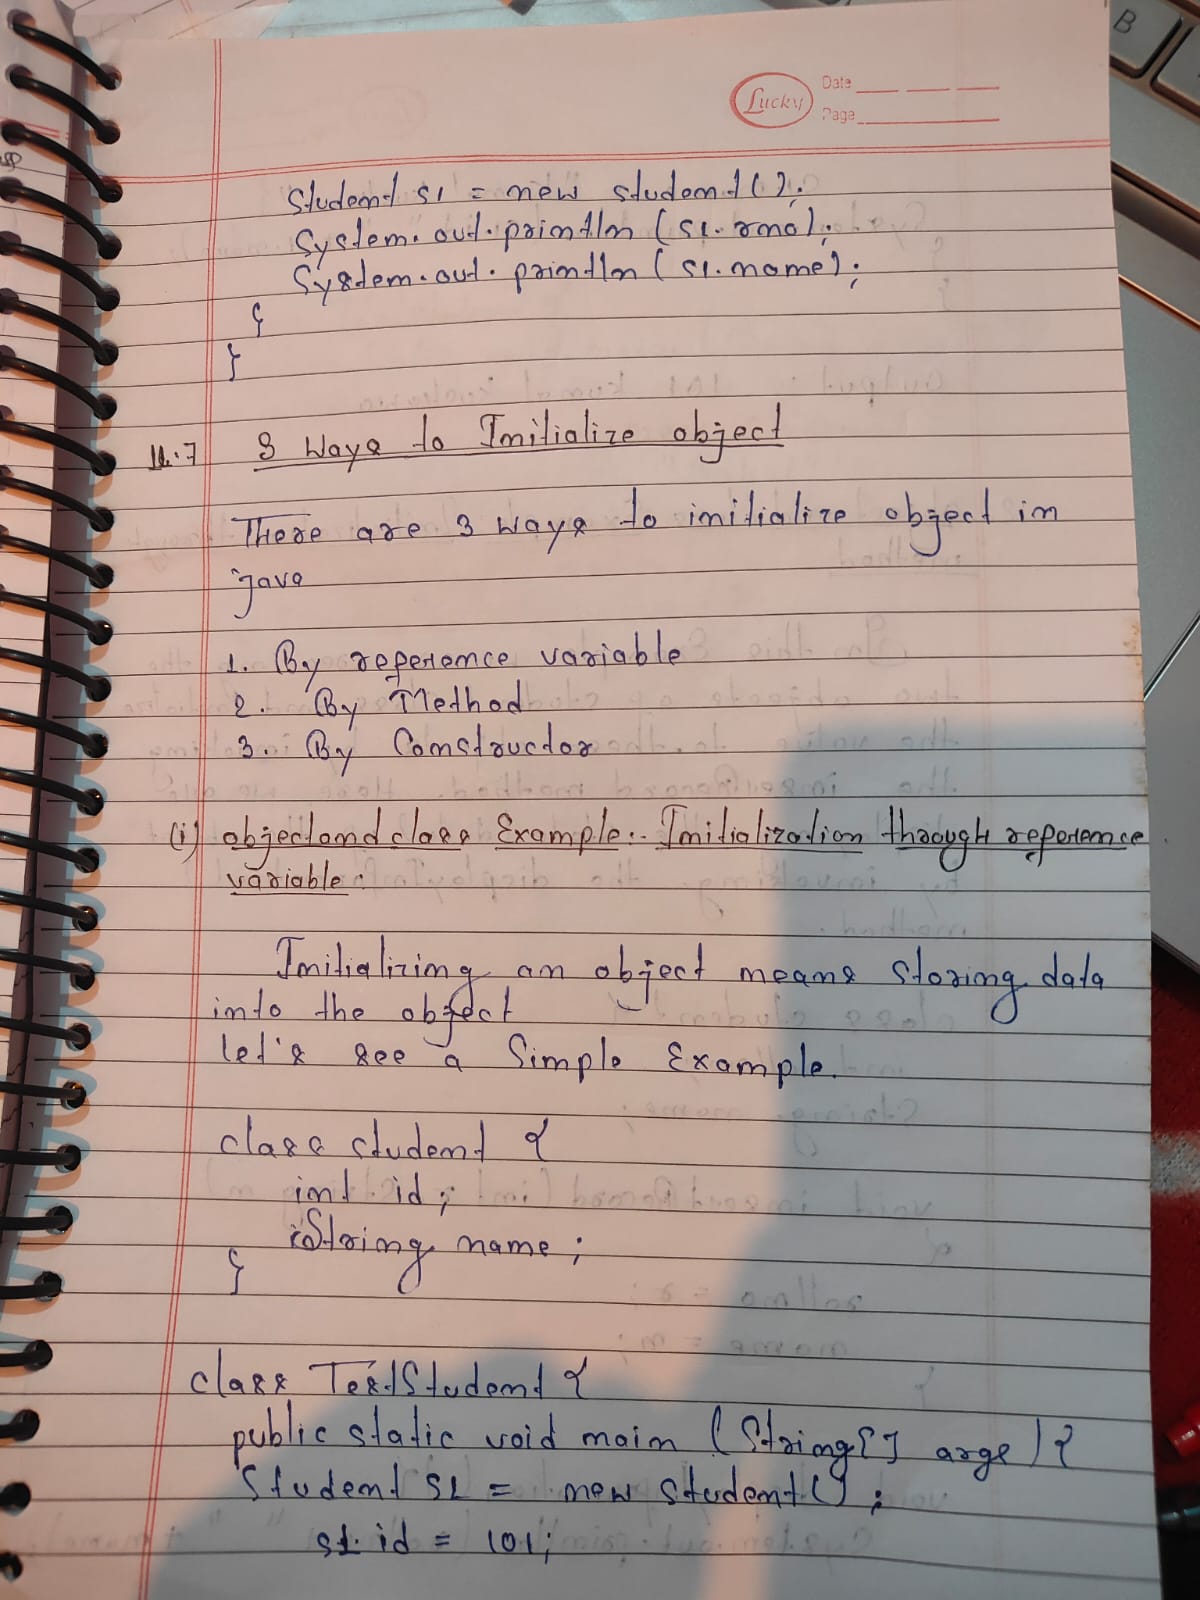 Lucky
Date
Page
Student s1 = new student();
System.out.println(s1.rno);
System.out.println(s1.name);
}
}
11.7 3 Ways to Initialize object
There are 3 ways to initialize object in
java
1. By reference variable
2. By Method
3. By Constructor
(i) object and class Example:- Initialization through reference
variable:
Initializing an object means storing data
into the object
let's see a Simple Example.
class student {
int id;
String name;
}
class TestStudent {
public static void main (String[] args){
Student s1 = new student();
s1.id = 101;
B